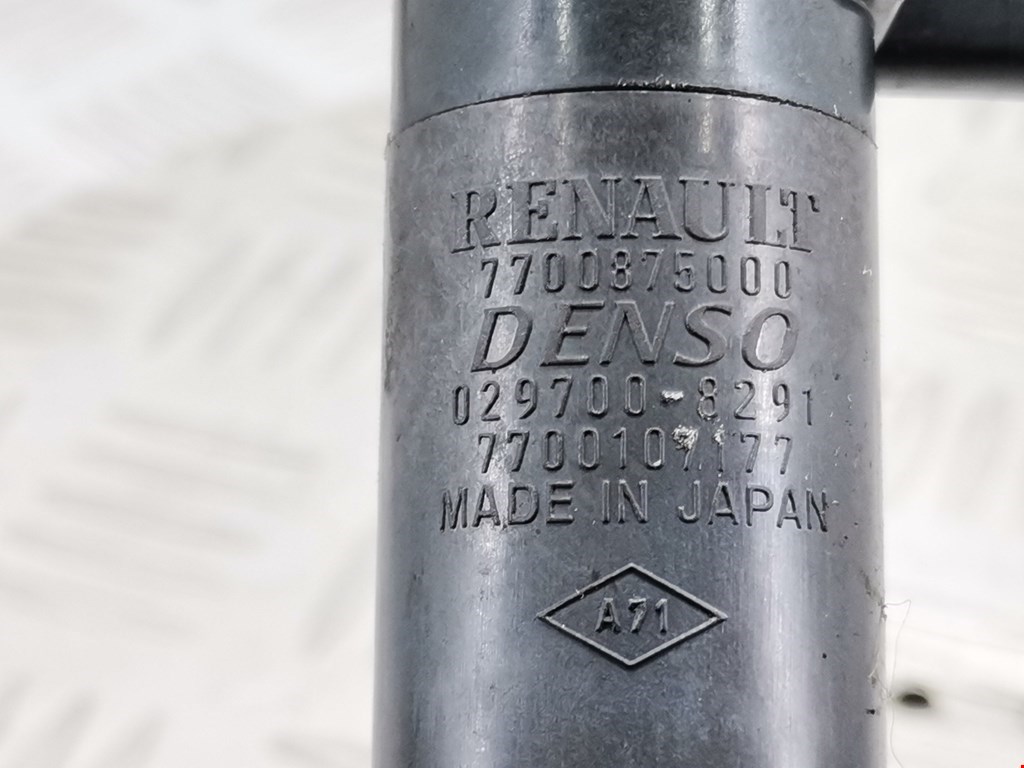 RENAULT
7700875000
DENSO
029700-8291
7700107177
MADE IN JAPAN
A71